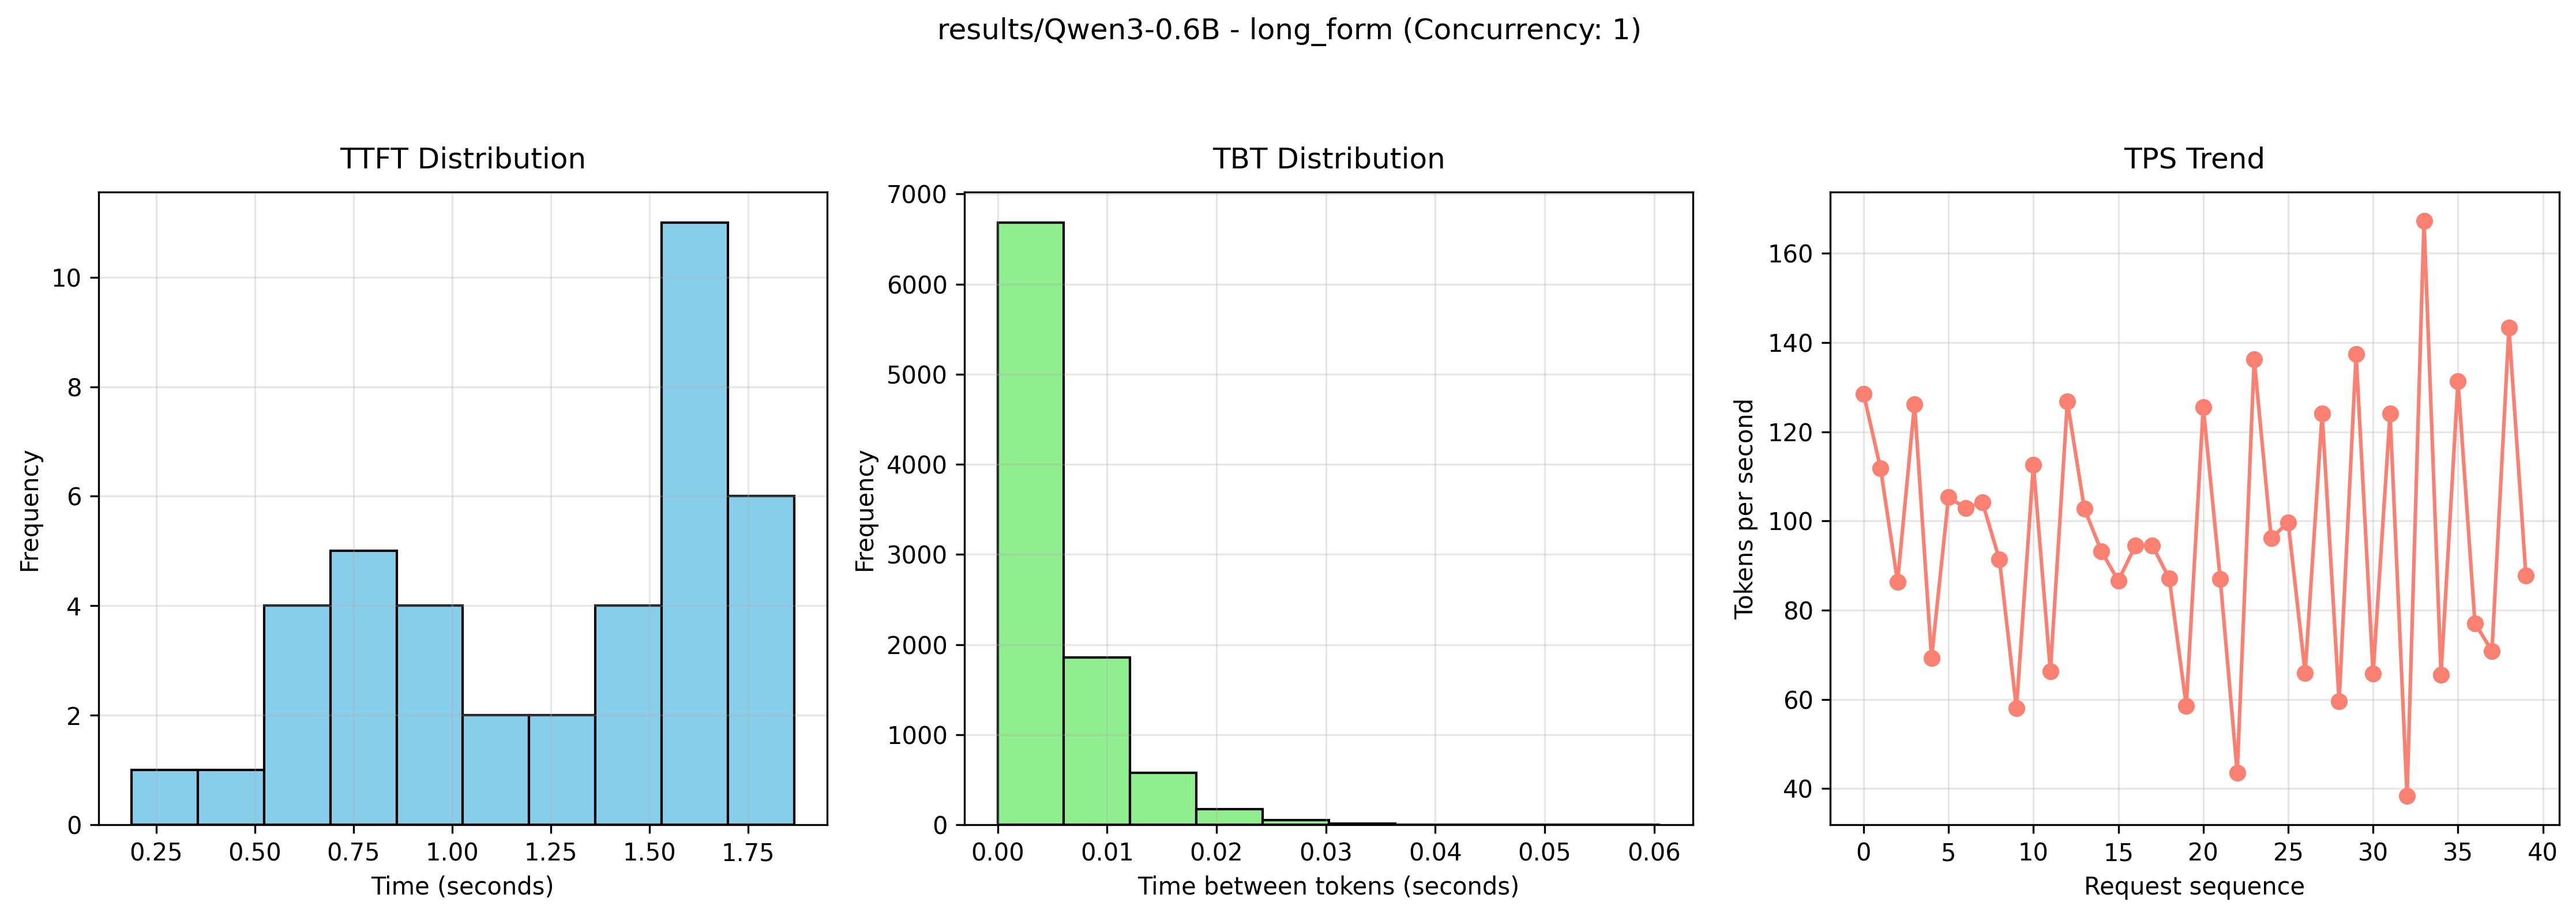 results/Qwen3-0.6B - long_form (Concurrency: 1)
TTFT Distribution
Frequency
10
8
6
4
2
0
0.25 0.50 0.75 1.00 1.25 1.50 1.75
Time (seconds)
TBT Distribution
Frequency
7000
6000
5000
4000
3000
2000
1000
0
0.00 0.01 0.02 0.03 0.04 0.05 0.06
Time between tokens (seconds)
TPS Trend
Tokens per second
160
140
120
100
80
60
40
0 5 10 15 20 25 30 35 40
Request sequence